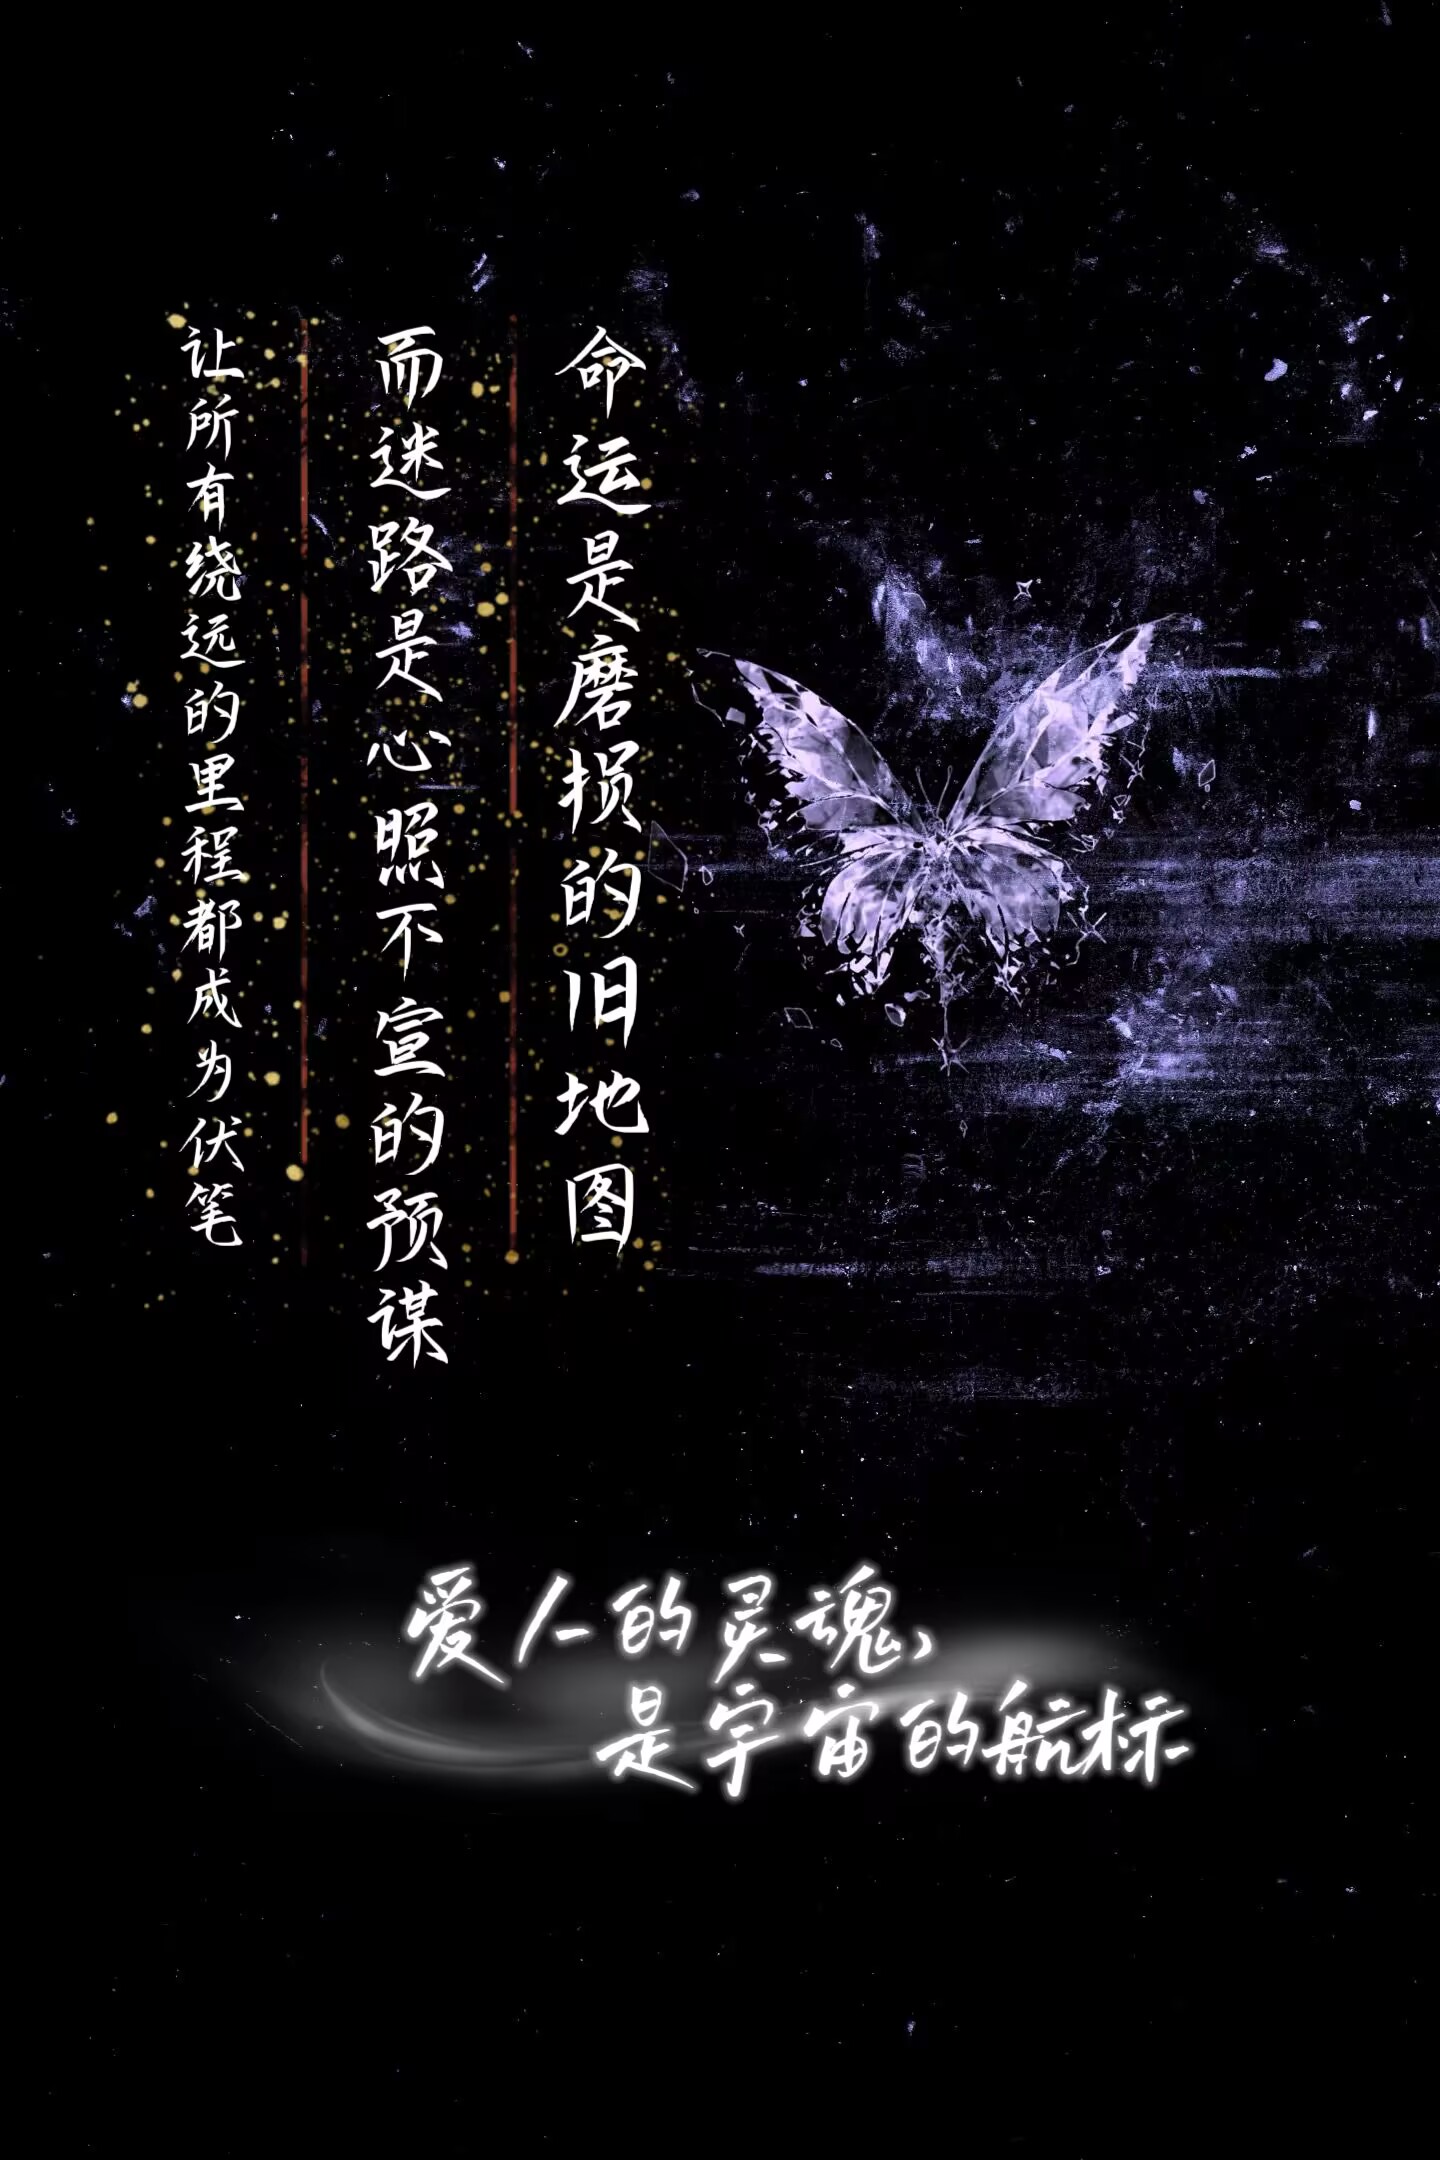 命运是磨损的旧地图
而迷路是心照不宣的预谋
让所有绕远的里程都成为伏笔
爱人的灵魂，
是宇宙的航标